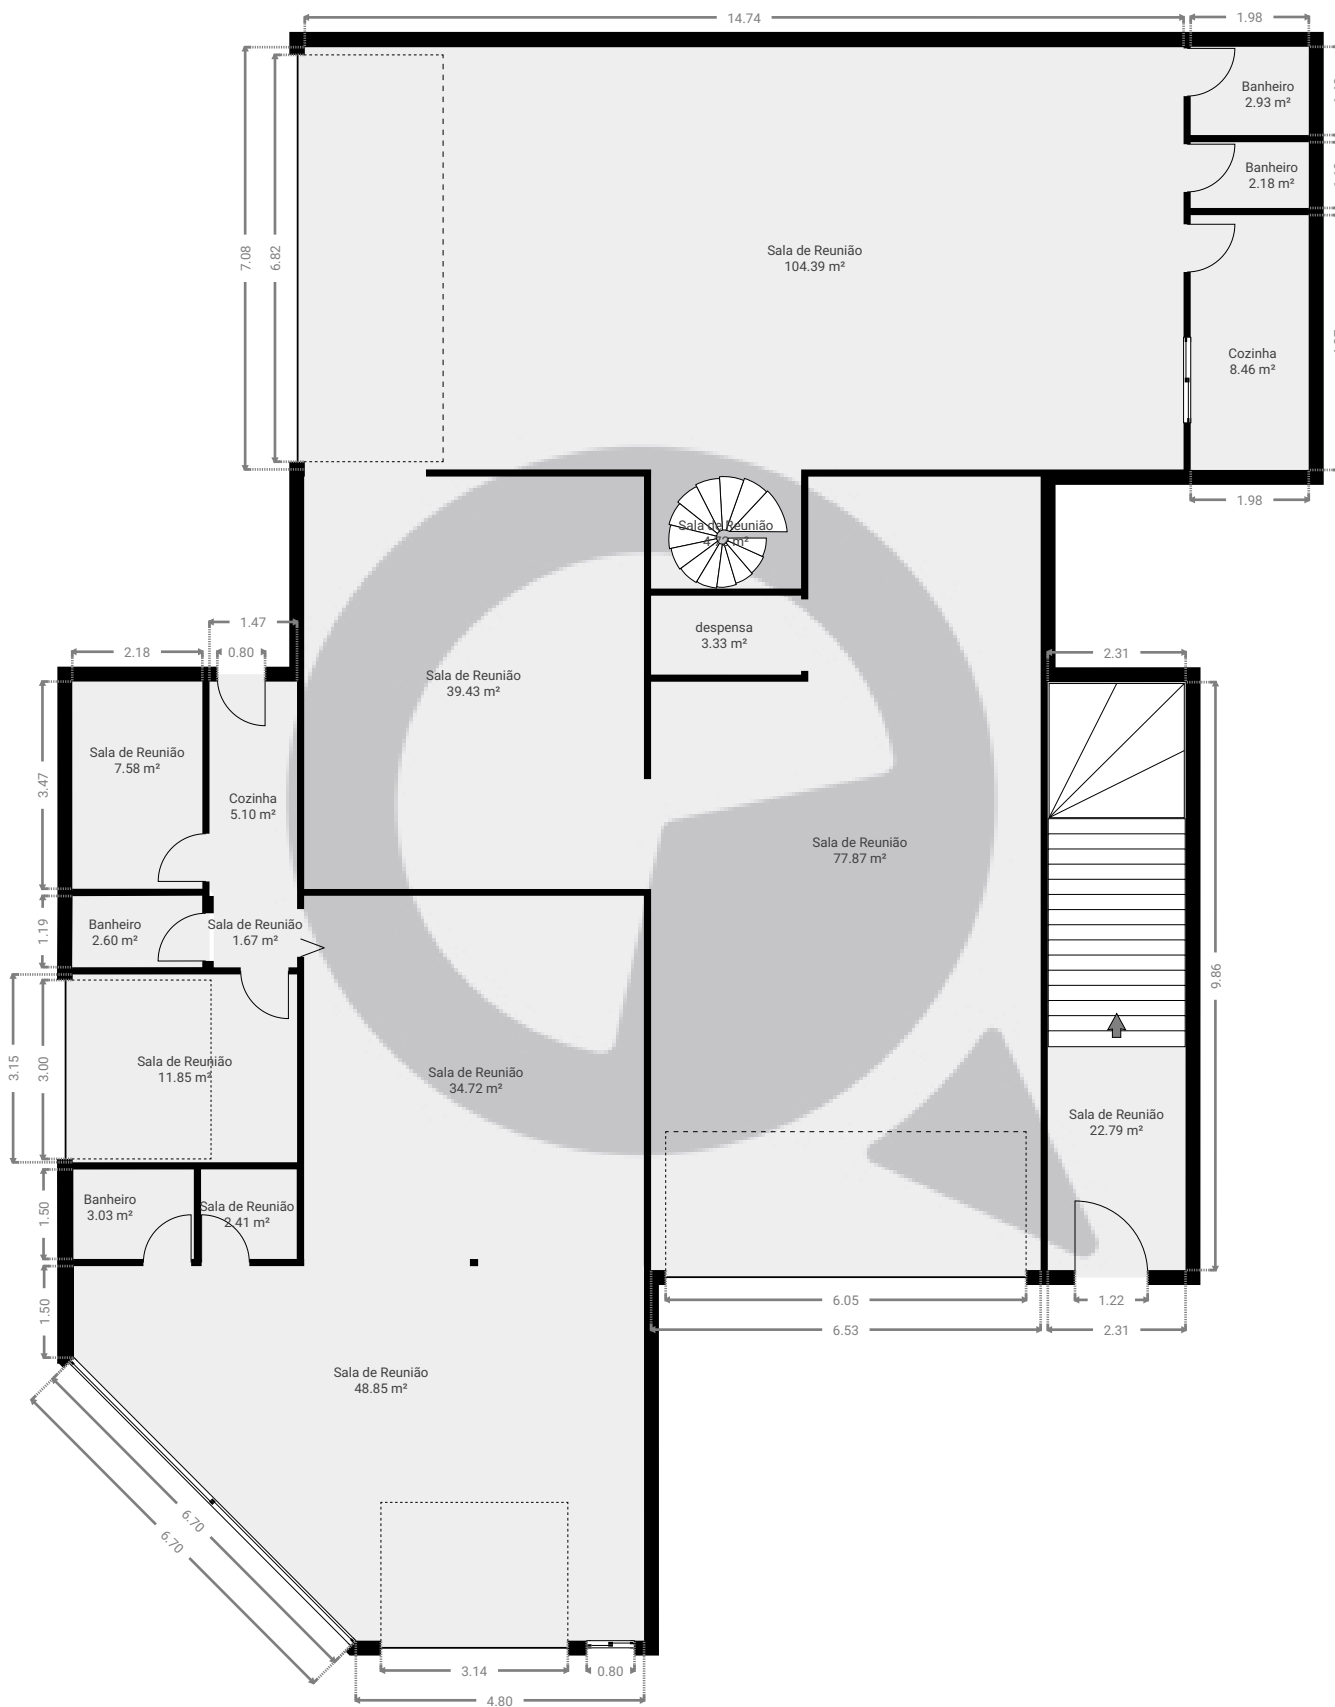 14.74
1.98
Banheiro
2.93 m²
Banheiro
2.18 m²
7.08
6.82
Sala de Reunião
104.39 m²
Cozinha
8.46 m²
1.98
Sala de Reunião
4.72 m²
despensa
3.33 m²
1.47
2.18
0.80
2.31
Sala de Reunião
39.43 m²
Sala de Reunião
7.58 m²
3.47
Cozinha
5.10 m²
Sala de Reunião
77.87 m²
Banheiro
2.60 m²
1.19
Sala de Reunião
1.67 m²
9.86
3.15
3.00
Sala de Reunião
11.85 m²
Sala de Reunião
34.72 m²
Sala de Reunião
22.79 m²
1.50
Banheiro
3.03 m²
Sala de Reunião
2.41 m²
1.50
6.05
1.22
6.53
2.31
Sala de Reunião
48.85 m²
6.70
6.70
3.14
0.80
4.80